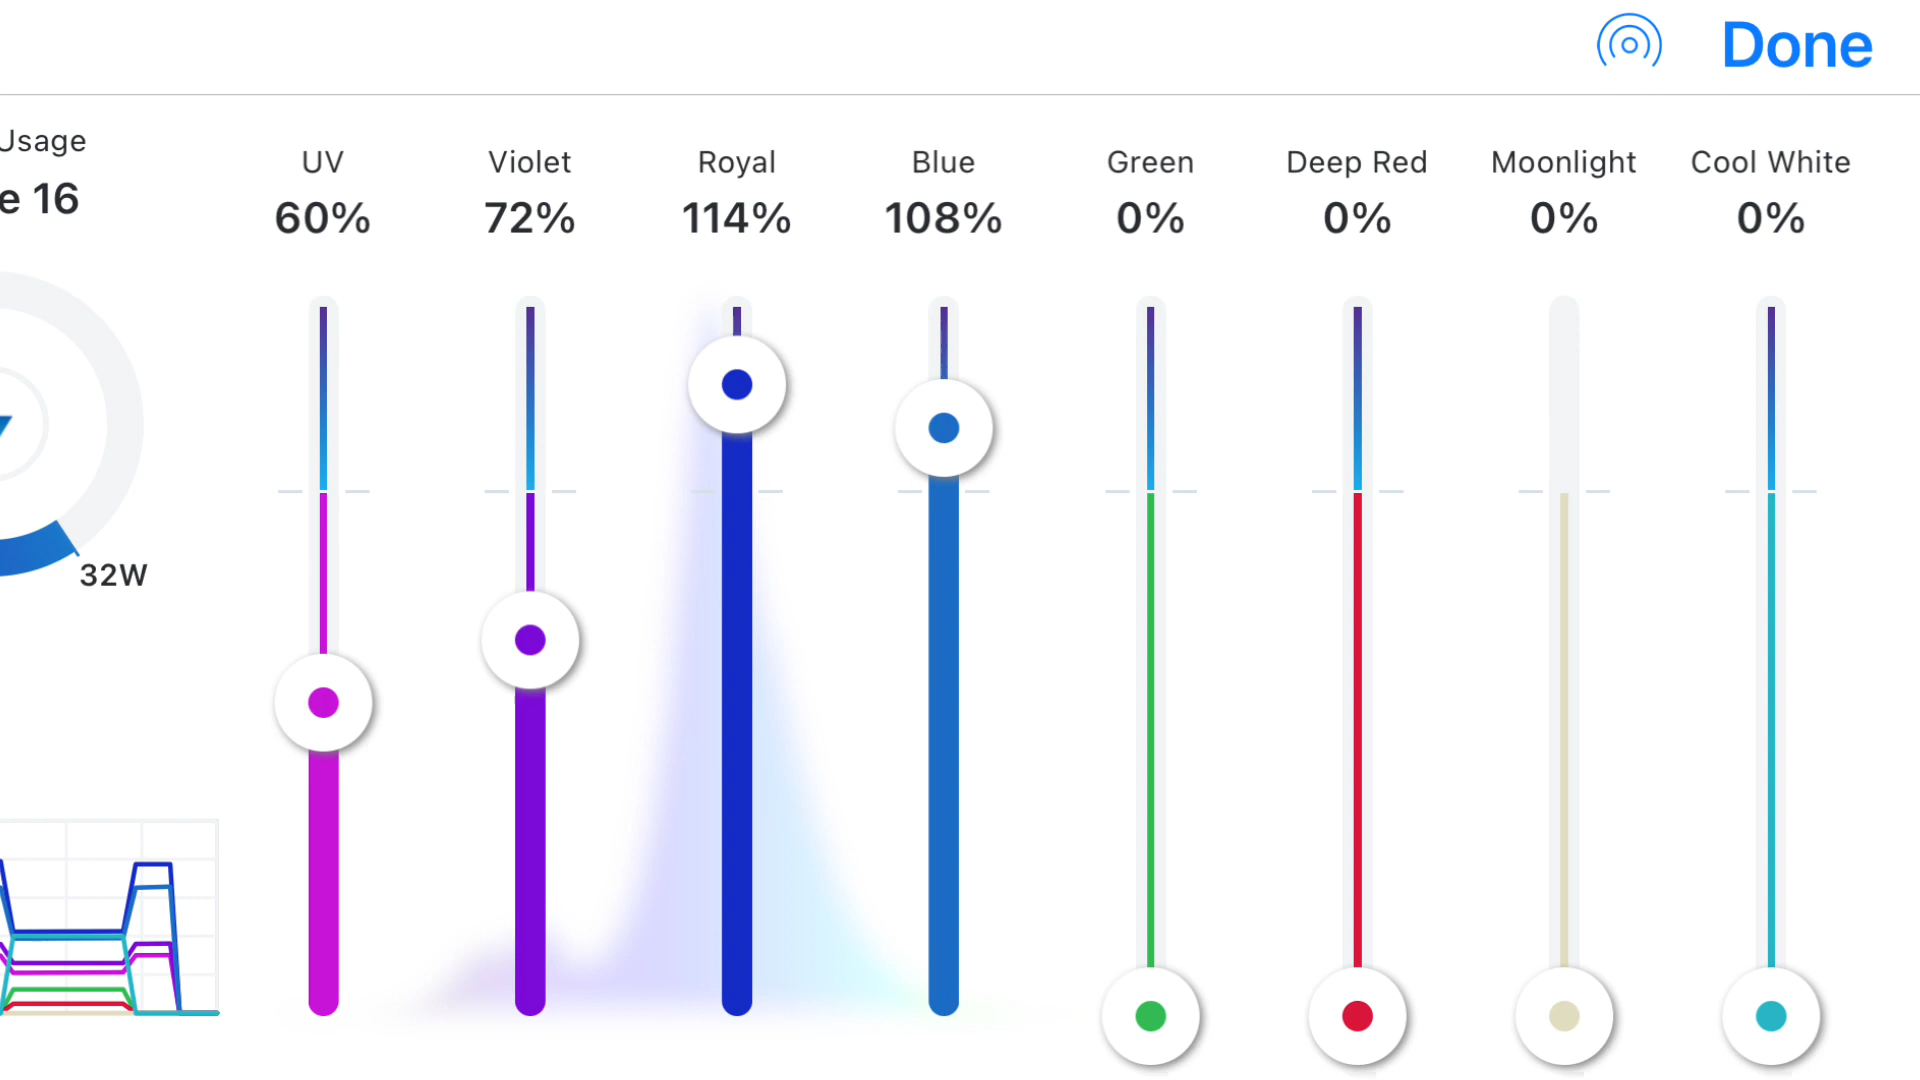 Done
Usage
e 16
32W
UV Violet Royal Blue Green Deep Red Moonlight Cool White
60% 72% 114% 108% 0% 0% 0% 0%